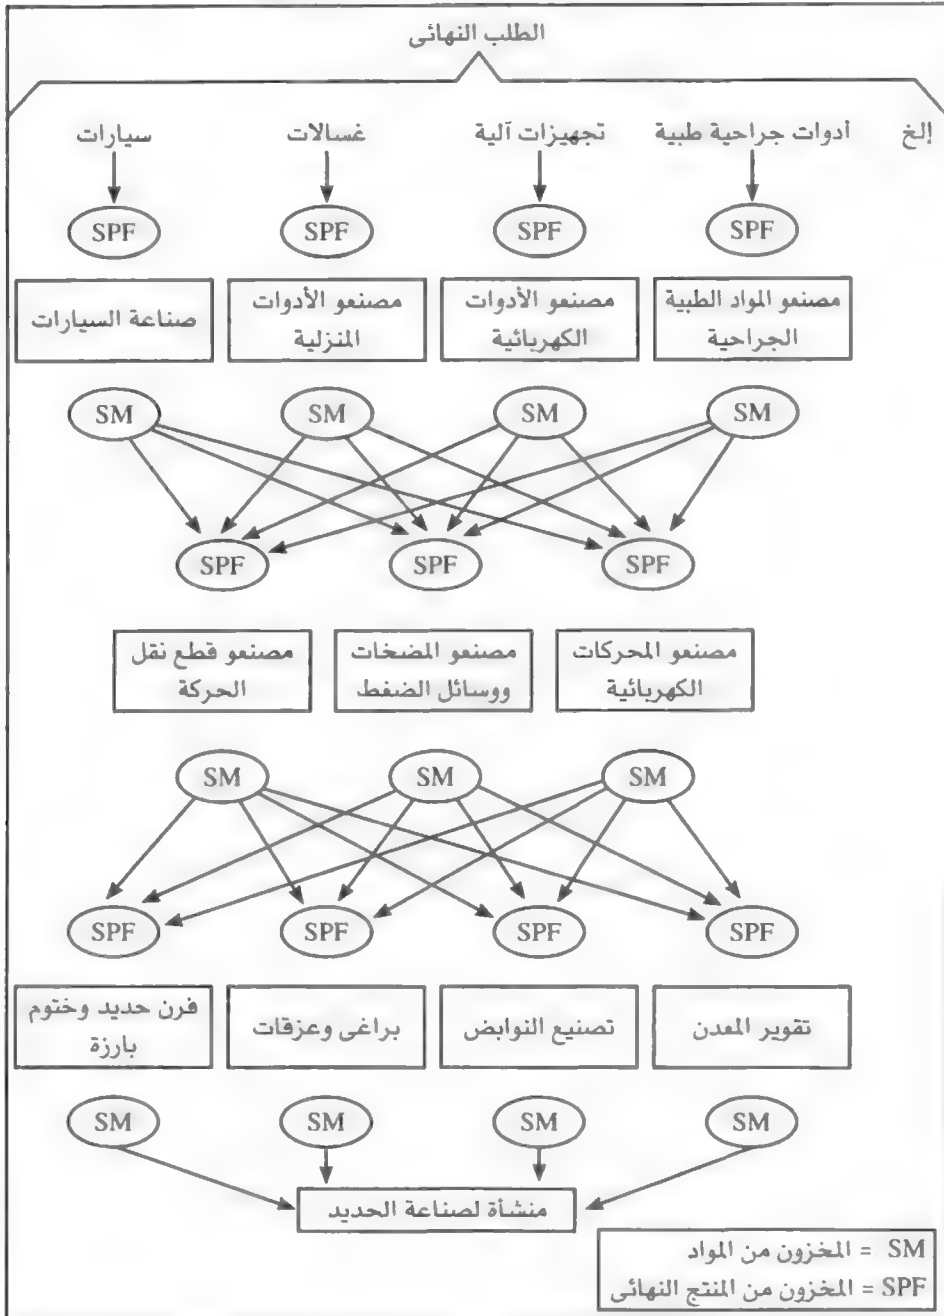 الطلب النهائى
إلخ أدوات جراحية طبية تجهيزات آلية غسالات سيارات
SPF SPF SPF SPF
مصنعو المواد الطبية
الجراحية
مصنعو الأدوات
الكهربائية
مصنعو الأدوات
المنزلية
صناعة السيارات
SM SM SM SM
SPF SPF SPF
مصنعو المحركات
الكهربائية
مصنعو المضخات
ووسائل الضغط
مصنعو قطع نقل
الحركة
SM SM SM
SPF SPF SPF SPF
تقوير المعدن
تصنيع النوابض
براغى وعزقات
فرن حديد وختوم
بارزة
SM SM SM SM
منشأة لصناعة الحديد
SM = المخزون من المواد
SPF = المخزون من المنتج النهائى